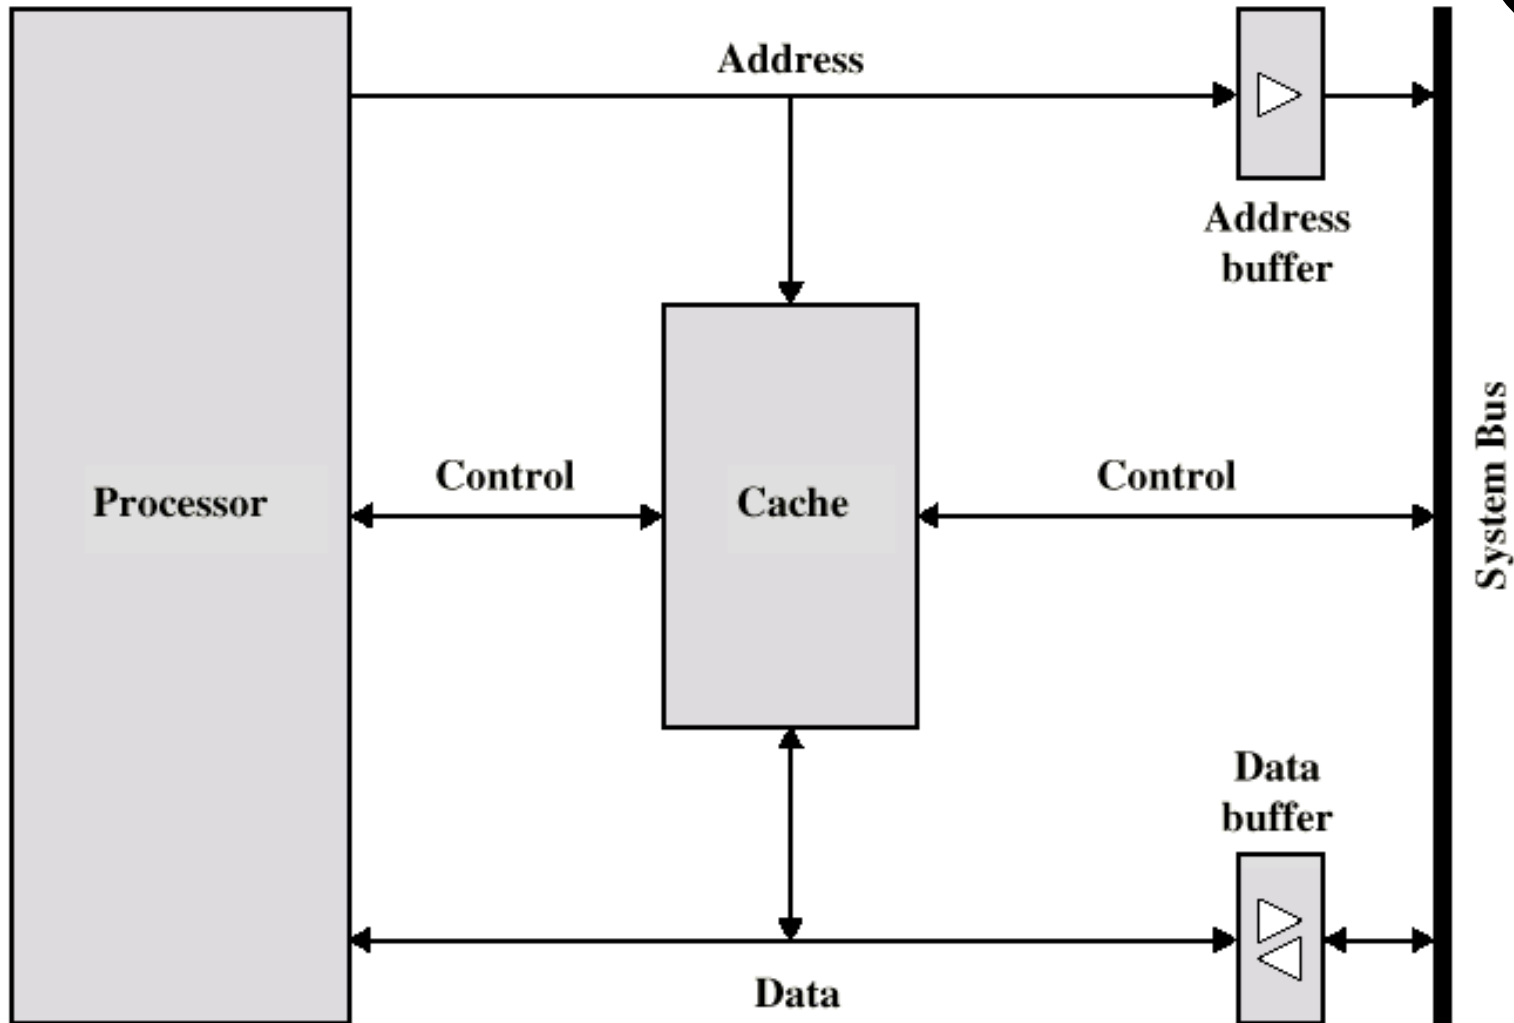 Address
Address
buffer
Processor
Control
Cache
Control
System Bus
Data
buffer
Data